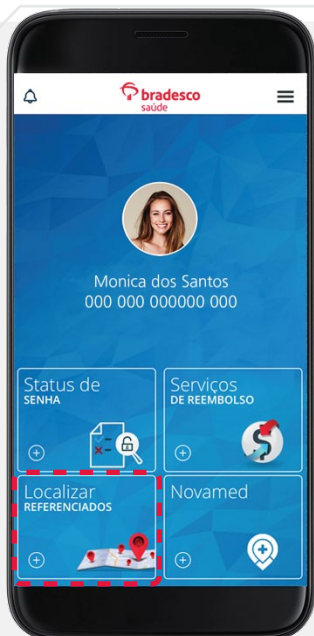 bradesco
saúde
Monica dos Santos
000 000 000000 000
Status de
SENHA
Serviços
DE REEMBOLSO
Localizar
REFERENCIADOS
Novamed